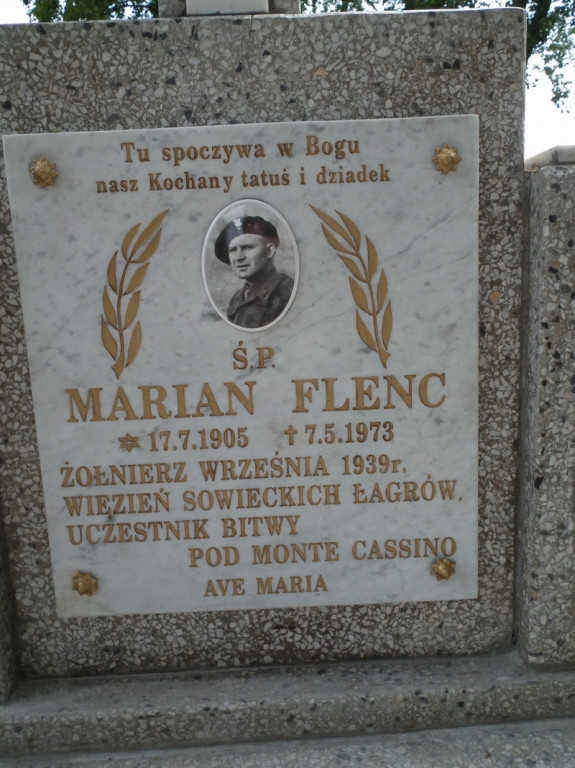 Tu spoczywa w Bogu
nasz Kochany tatuś i dziadek
Ś.P.
MARIAN FLENC
17.7.1905 7.5.1973
ŻOŁNIERZ WRZEŚNIA 1939r.
WIĘZIEŃ SOWIECKICH ŁAGRÓW,
UCZESTNIK BITWY
POD MONTE CASSINO
AVE MARIA